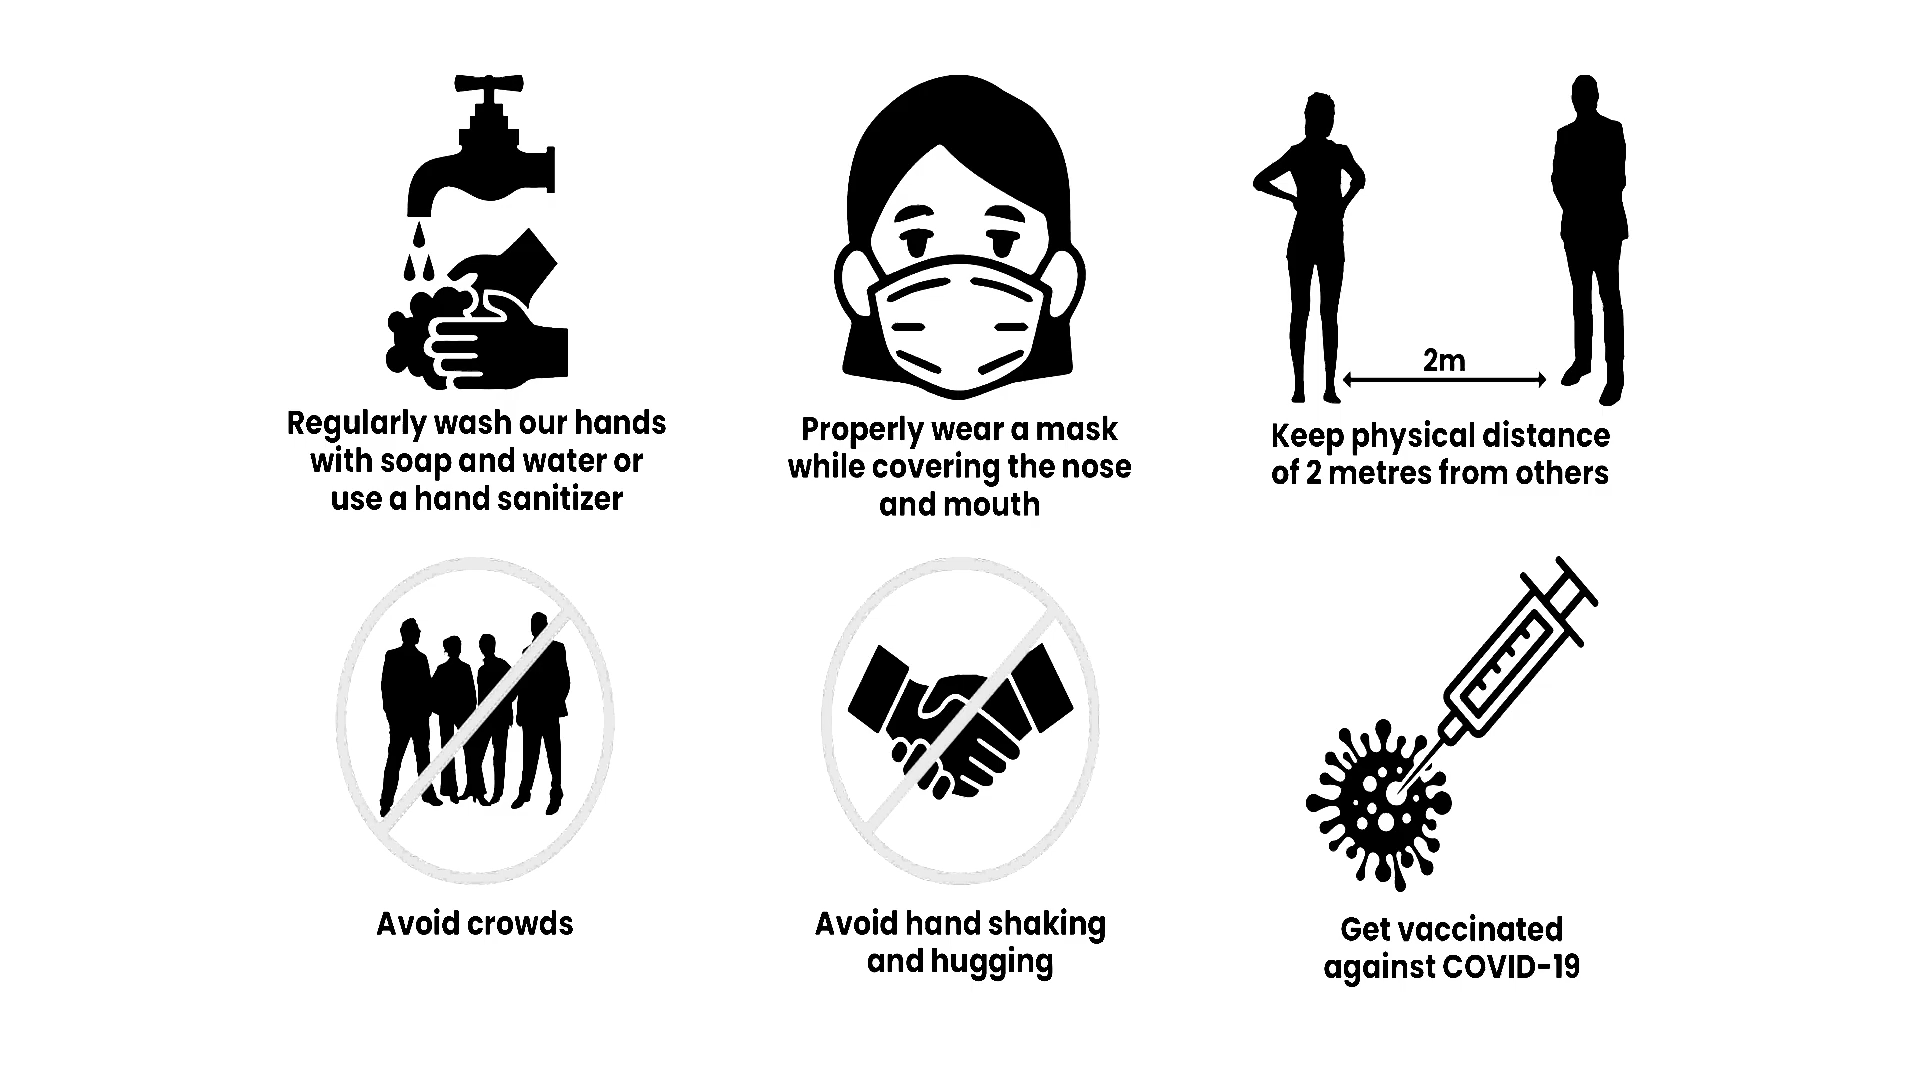 Regularly wash our hands
with soap and water or
use a hand sanitizer
Properly wear a mask
while covering the nose
and mouth
2m
Keep physical distance
of 2 metres from others
Avoid crowds
Avoid hand shaking
and hugging
Get vaccinated
against COVID-19